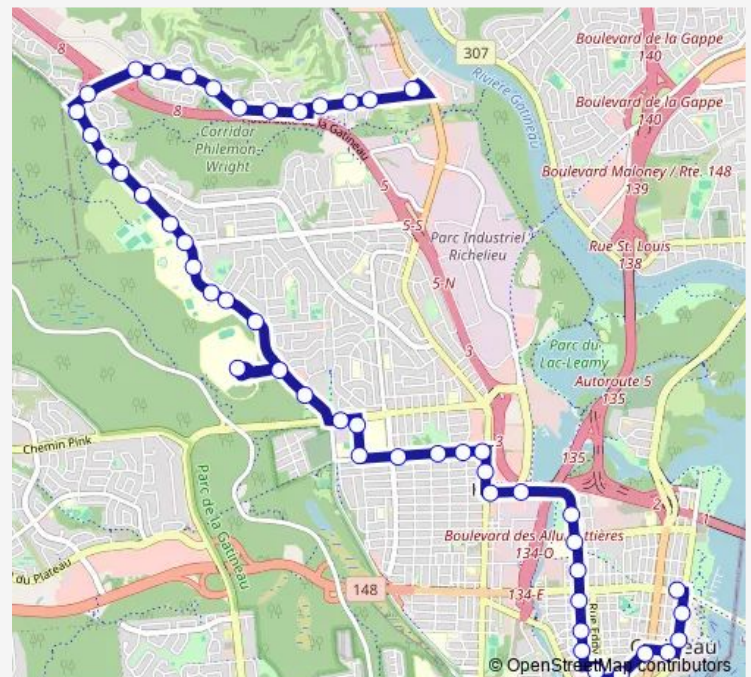 8
307
Boulevard de la Gappe
140
Rivière Gatineau
Boulevard de la Gappe
140
8
Autoroute de la Gatineau
Corridor
Philemon-
Wright
5
Boulevard Maloney / Rte. 148
139
5-S
Parc Industriel
Richelieu
Rue St. Louis
138
5-N
3
Parc du
Lac-Leamy
Autoroute 5
135
Chemin Pink
3
135
Parc de la Gatineau
2
1
Boulevard des
134-O
du Plateau
148
134-E
Rue Eddy
© OpenStreetMap contributors